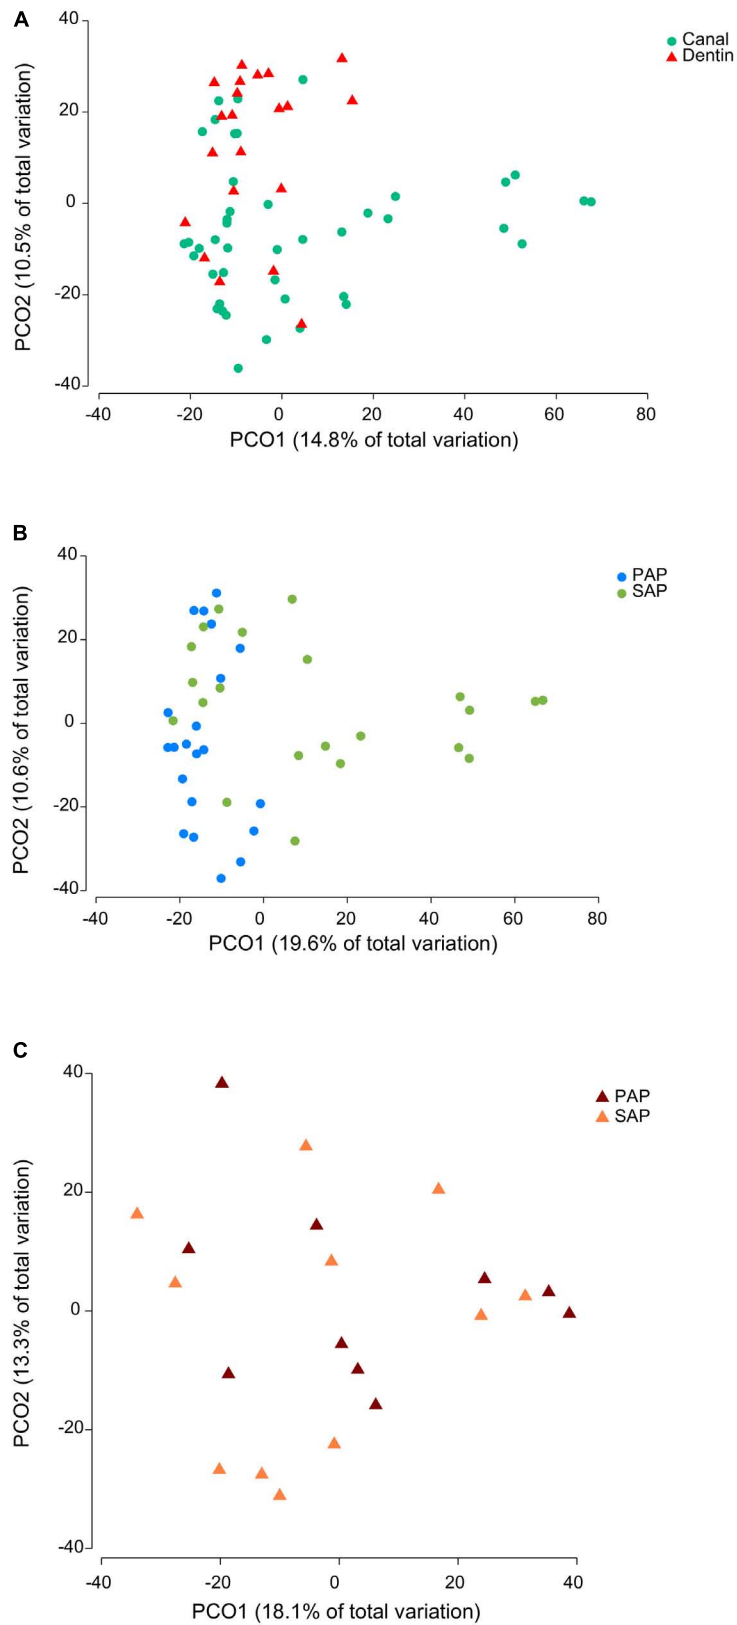 A
40
Canal
Dentin
20
0
-20
-40
PCO2 (10.5% of total variation)
-40 -20 0 20 40 60 80
PCO1 (14.8% of total variation)
B
40
PAP
SAP
20
0
-20
-40
PCO2 (10.6% of total variation)
-40 -20 0 20 40 60 80
PCO1 (19.6% of total variation)
C
40
PAP
SAP
20
0
-20
-40
PCO2 (13.3% of total variation)
-40 -20 0 20 40
PCO1 (18.1% of total variation)